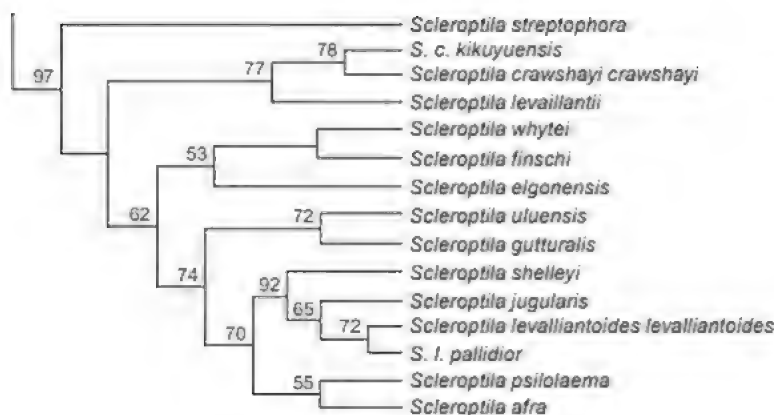 Scleroptila streptophora
78 S. c. kikuyuensis
97 77 Scleroptila crawshayi crawshayi
Scleroptila levaillantii
Scleroptila whytei
53 Scleroptila finschi
Scleroptila elgonensis
62 72 Scleroptila uluensis
Scleroptila gutturalis
74 92 Scleroptila shelleyi
65 Scleroptila jugularis
70 72 Scleroptila levalliantoides levalliantoides
S. l. pallidior
55 Scleroptila psilolaema
Scleroptila afra